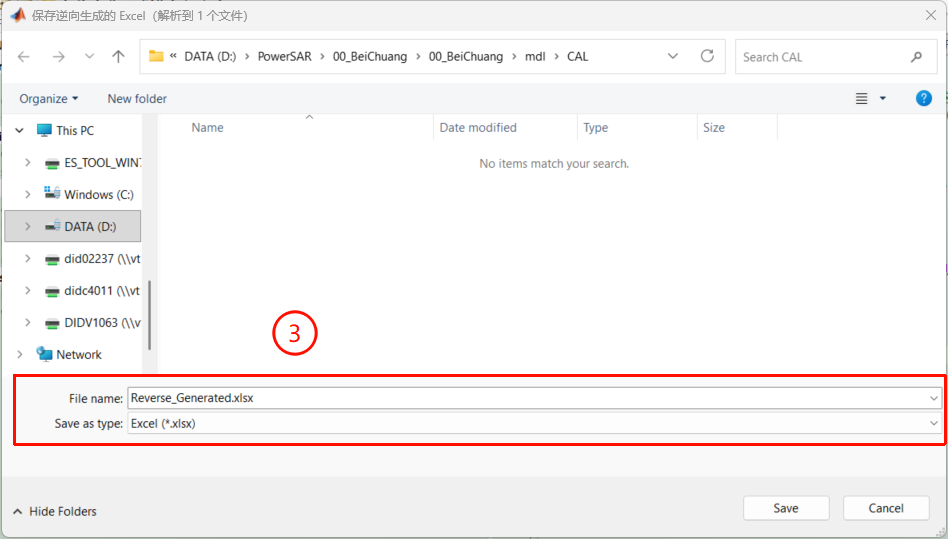 保存逆向生成的 Excel（解析到 1 个文件）
« DATA (D:) > PowerSAR > 00_BeiChuang > 00_BeiChuang > mdl > CAL
Search CAL
Organize
New folder
Name
Date modified
Type
Size
This PC
No items match your search.
ES_TOOL_WIN
Windows (C:)
DATA (D:)
did02237 (\\vt
didc4011 (\\vt
DIDV1063 (\\v
Network
3
File name: Reverse_Generated.xlsx
Save as type: Excel (*.xlsx)
Hide Folders
Save
Cancel